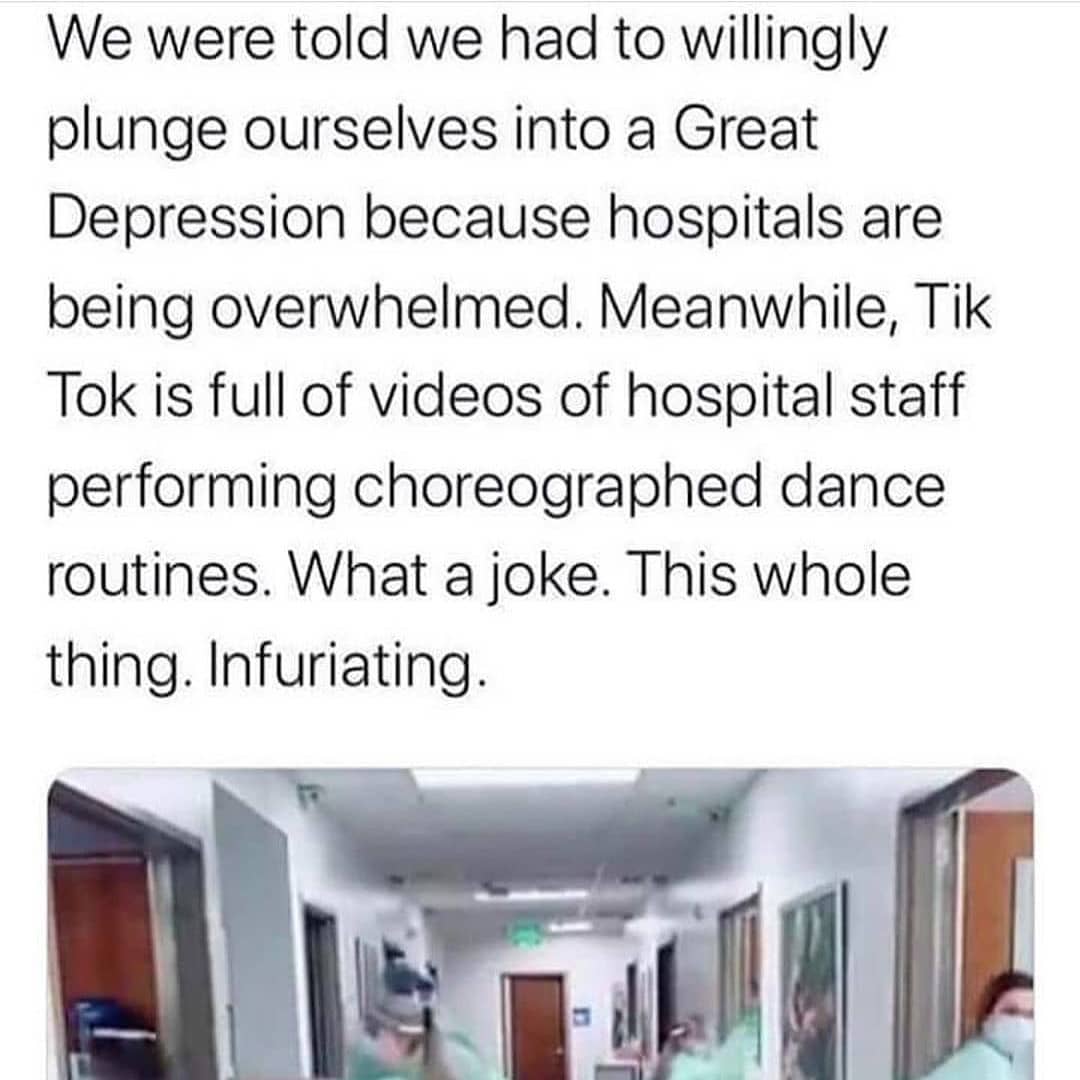 We were told we had to willingly
plunge ourselves into a Great
Depression because hospitals are
being overwhelmed. Meanwhile, Tik
Tok is full of videos of hospital staff
performing choreographed dance
routines. What a joke. This whole
thing. Infuriating.